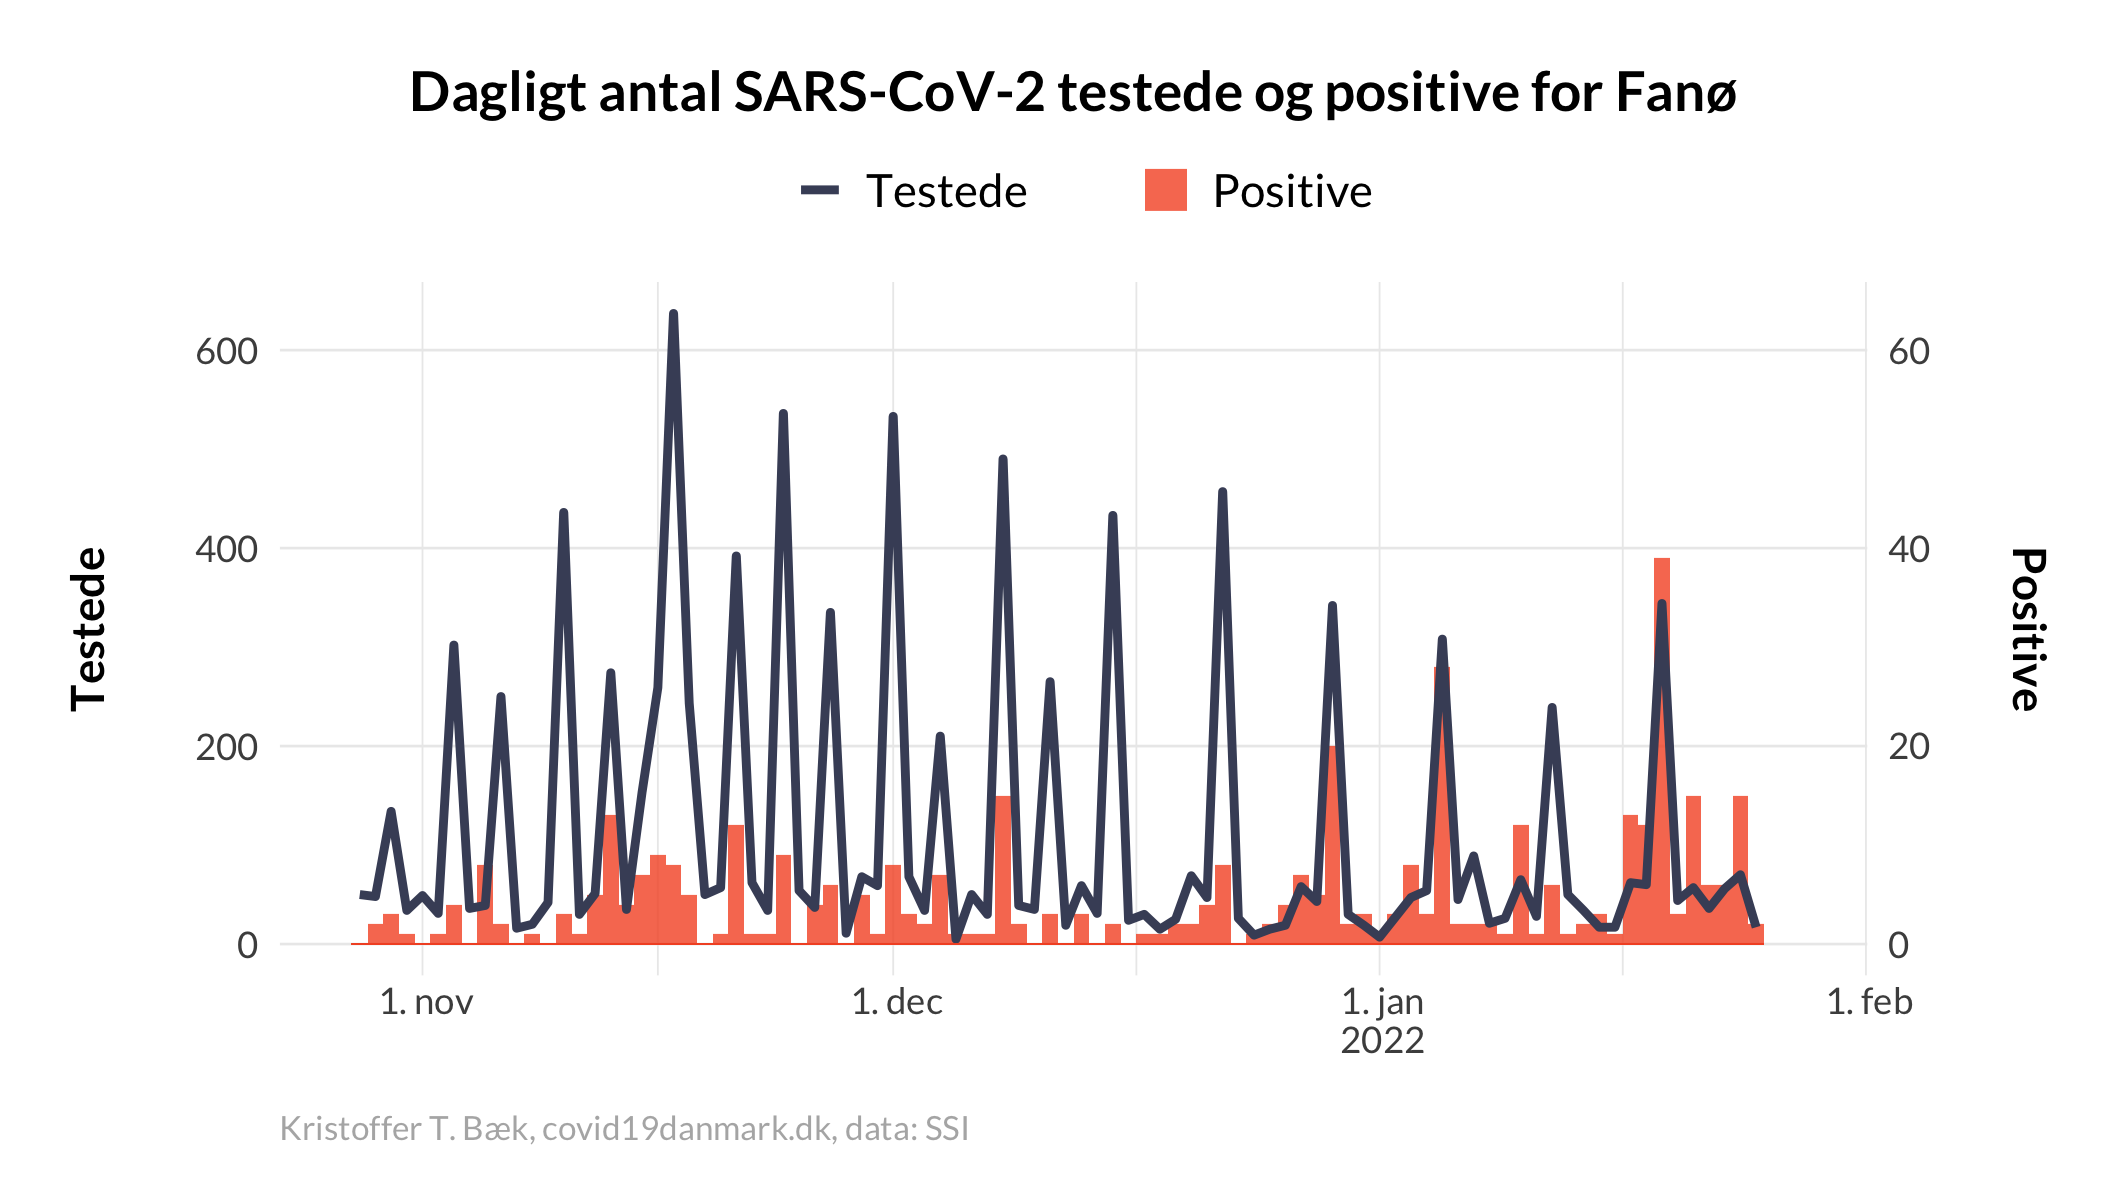 Dagligt antal SARS-CoV-2 testede og positive for Fanø
Testede Positive
600 60
400 40
200 20
0 0
Testede
Positive
1. nov 1. dec 1. jan 1. feb
2022
Kristoffer T. Bæk, covid19danmark.dk, data: SSI